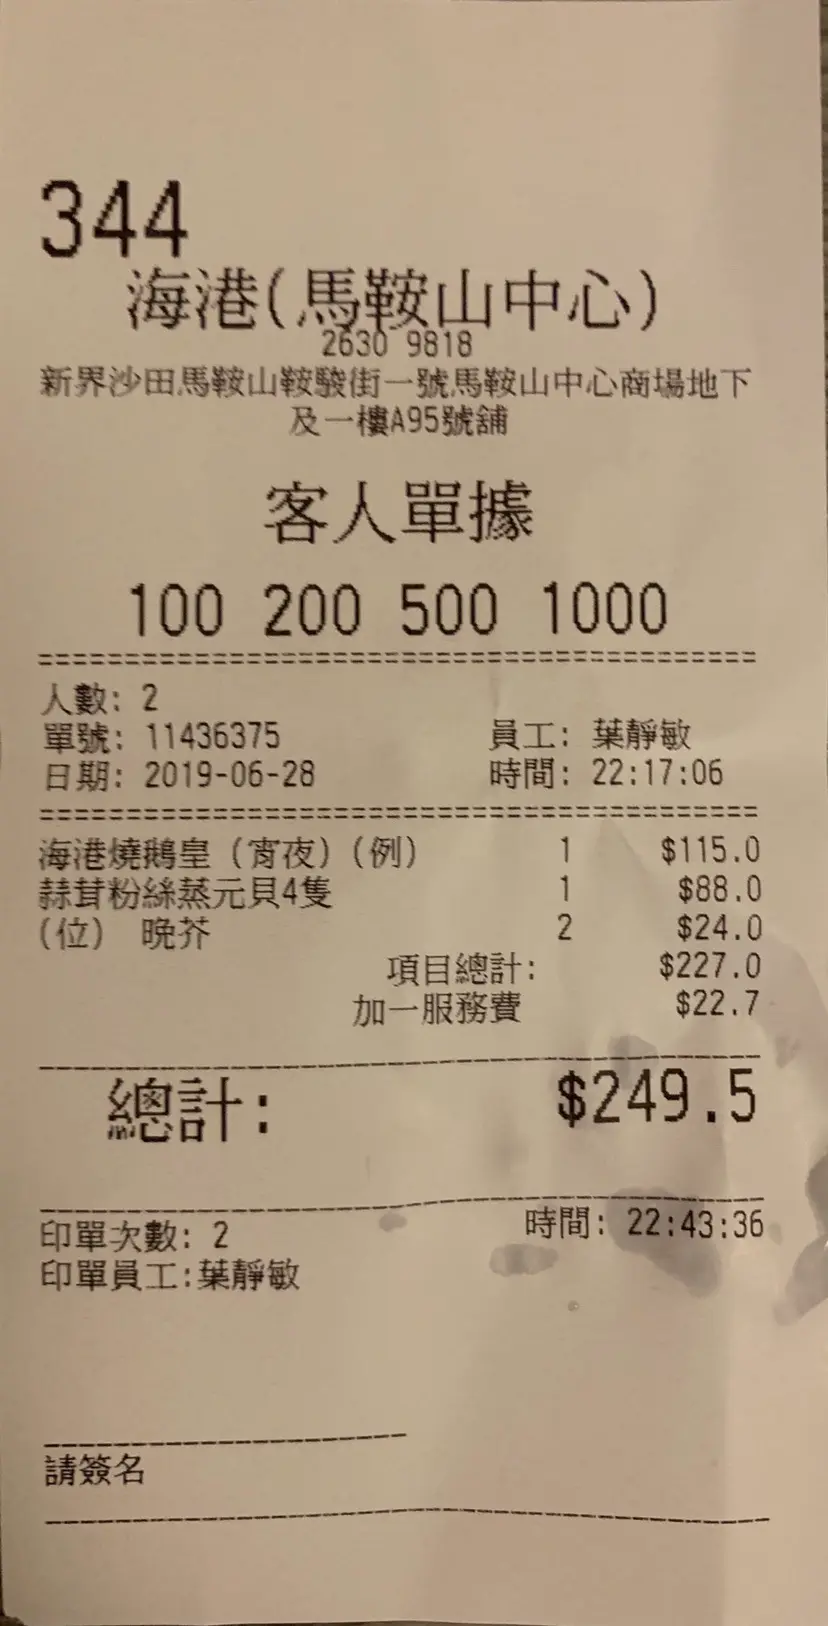 344
海港(馬鞍山中心)
2630 9818
新界沙田馬鞍山鞍駿街一號馬鞍山中心商場地下
及一樓A95號舖
客人單據
100 200 500 1000
人數: 2
單號: 11436375 員工: 葉靜敏
日期: 2019-06-28 時間: 22:17:06
海港燒鵝皇 (宵夜)(例) 1 $115.0
蒜茸粉絲蒸元貝4隻 1 $88.0
(位) 晚芥 2 $24.0
項目總計: $227.0
加一服務費 $22.7
總計: $249.5
印單次數: 2 時間: 22:43:36
印單員工:葉靜敏
請簽名